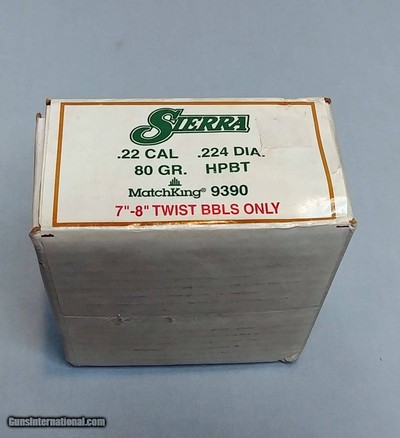 SIERRA
.22 CAL .224 DIA.
80 GR. HPBT
MatchKing® 9390
7"-8" TWIST BBLS ONLY
GunsInternational.com